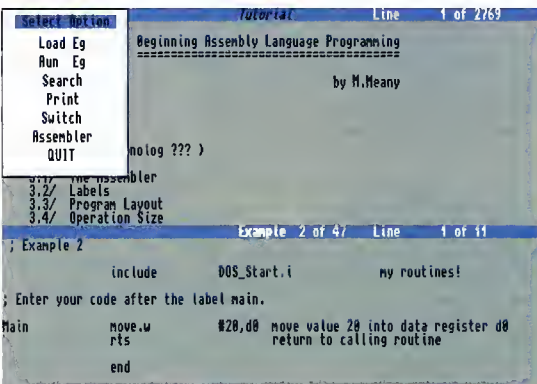 Select Option
Load Eg
Run Eg
Search
Print
Switch
Assembler
QUIT
Tutorial Line 1 of 2769
Beginning Assembly Language Programming
=======================================
by M.Meany
nolog ??? )
3.1/ The Assembler
3.2/ Labels
3.3/ Program Layout
3.4/ Operation Size
Example 2 of 47 Line 1 of 11
; Example 2
include DOS_Start.i my routines!
; Enter your code after the label main.
Main move.w #20,d0 move value 20 into data register d0
rts return to calling routine
end